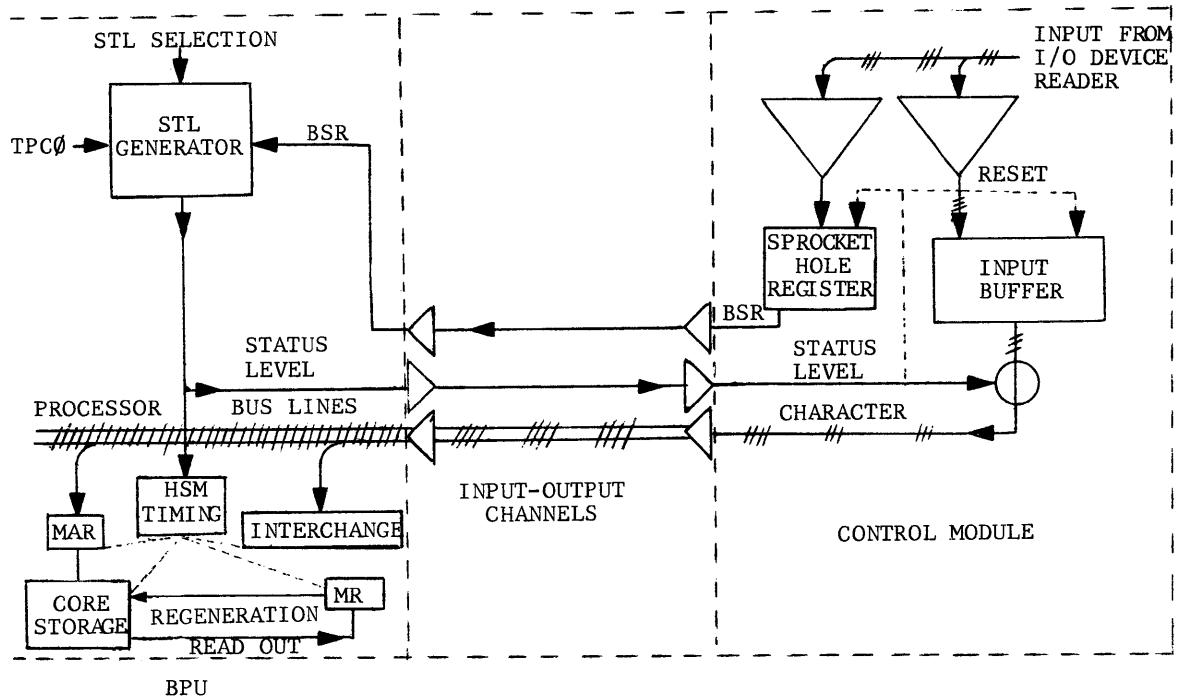 STL SELECTION
INPUT FROM
I/O DEVICE
READER
STL
GENERATOR
TPCØ
BSR
RESET
SPROCKET
HOLE
REGISTER
INPUT
BUFFER
BSR
STATUS
LEVEL
STATUS
LEVEL
PROCESSOR
BUS LINES
CHARACTER
HSM
TIMING
INPUT-OUTPUT
CHANNELS
MAR
INTERCHANGE
CONTROL MODULE
CORE
STORAGE
MR
REGENERATION
READ OUT
BPU